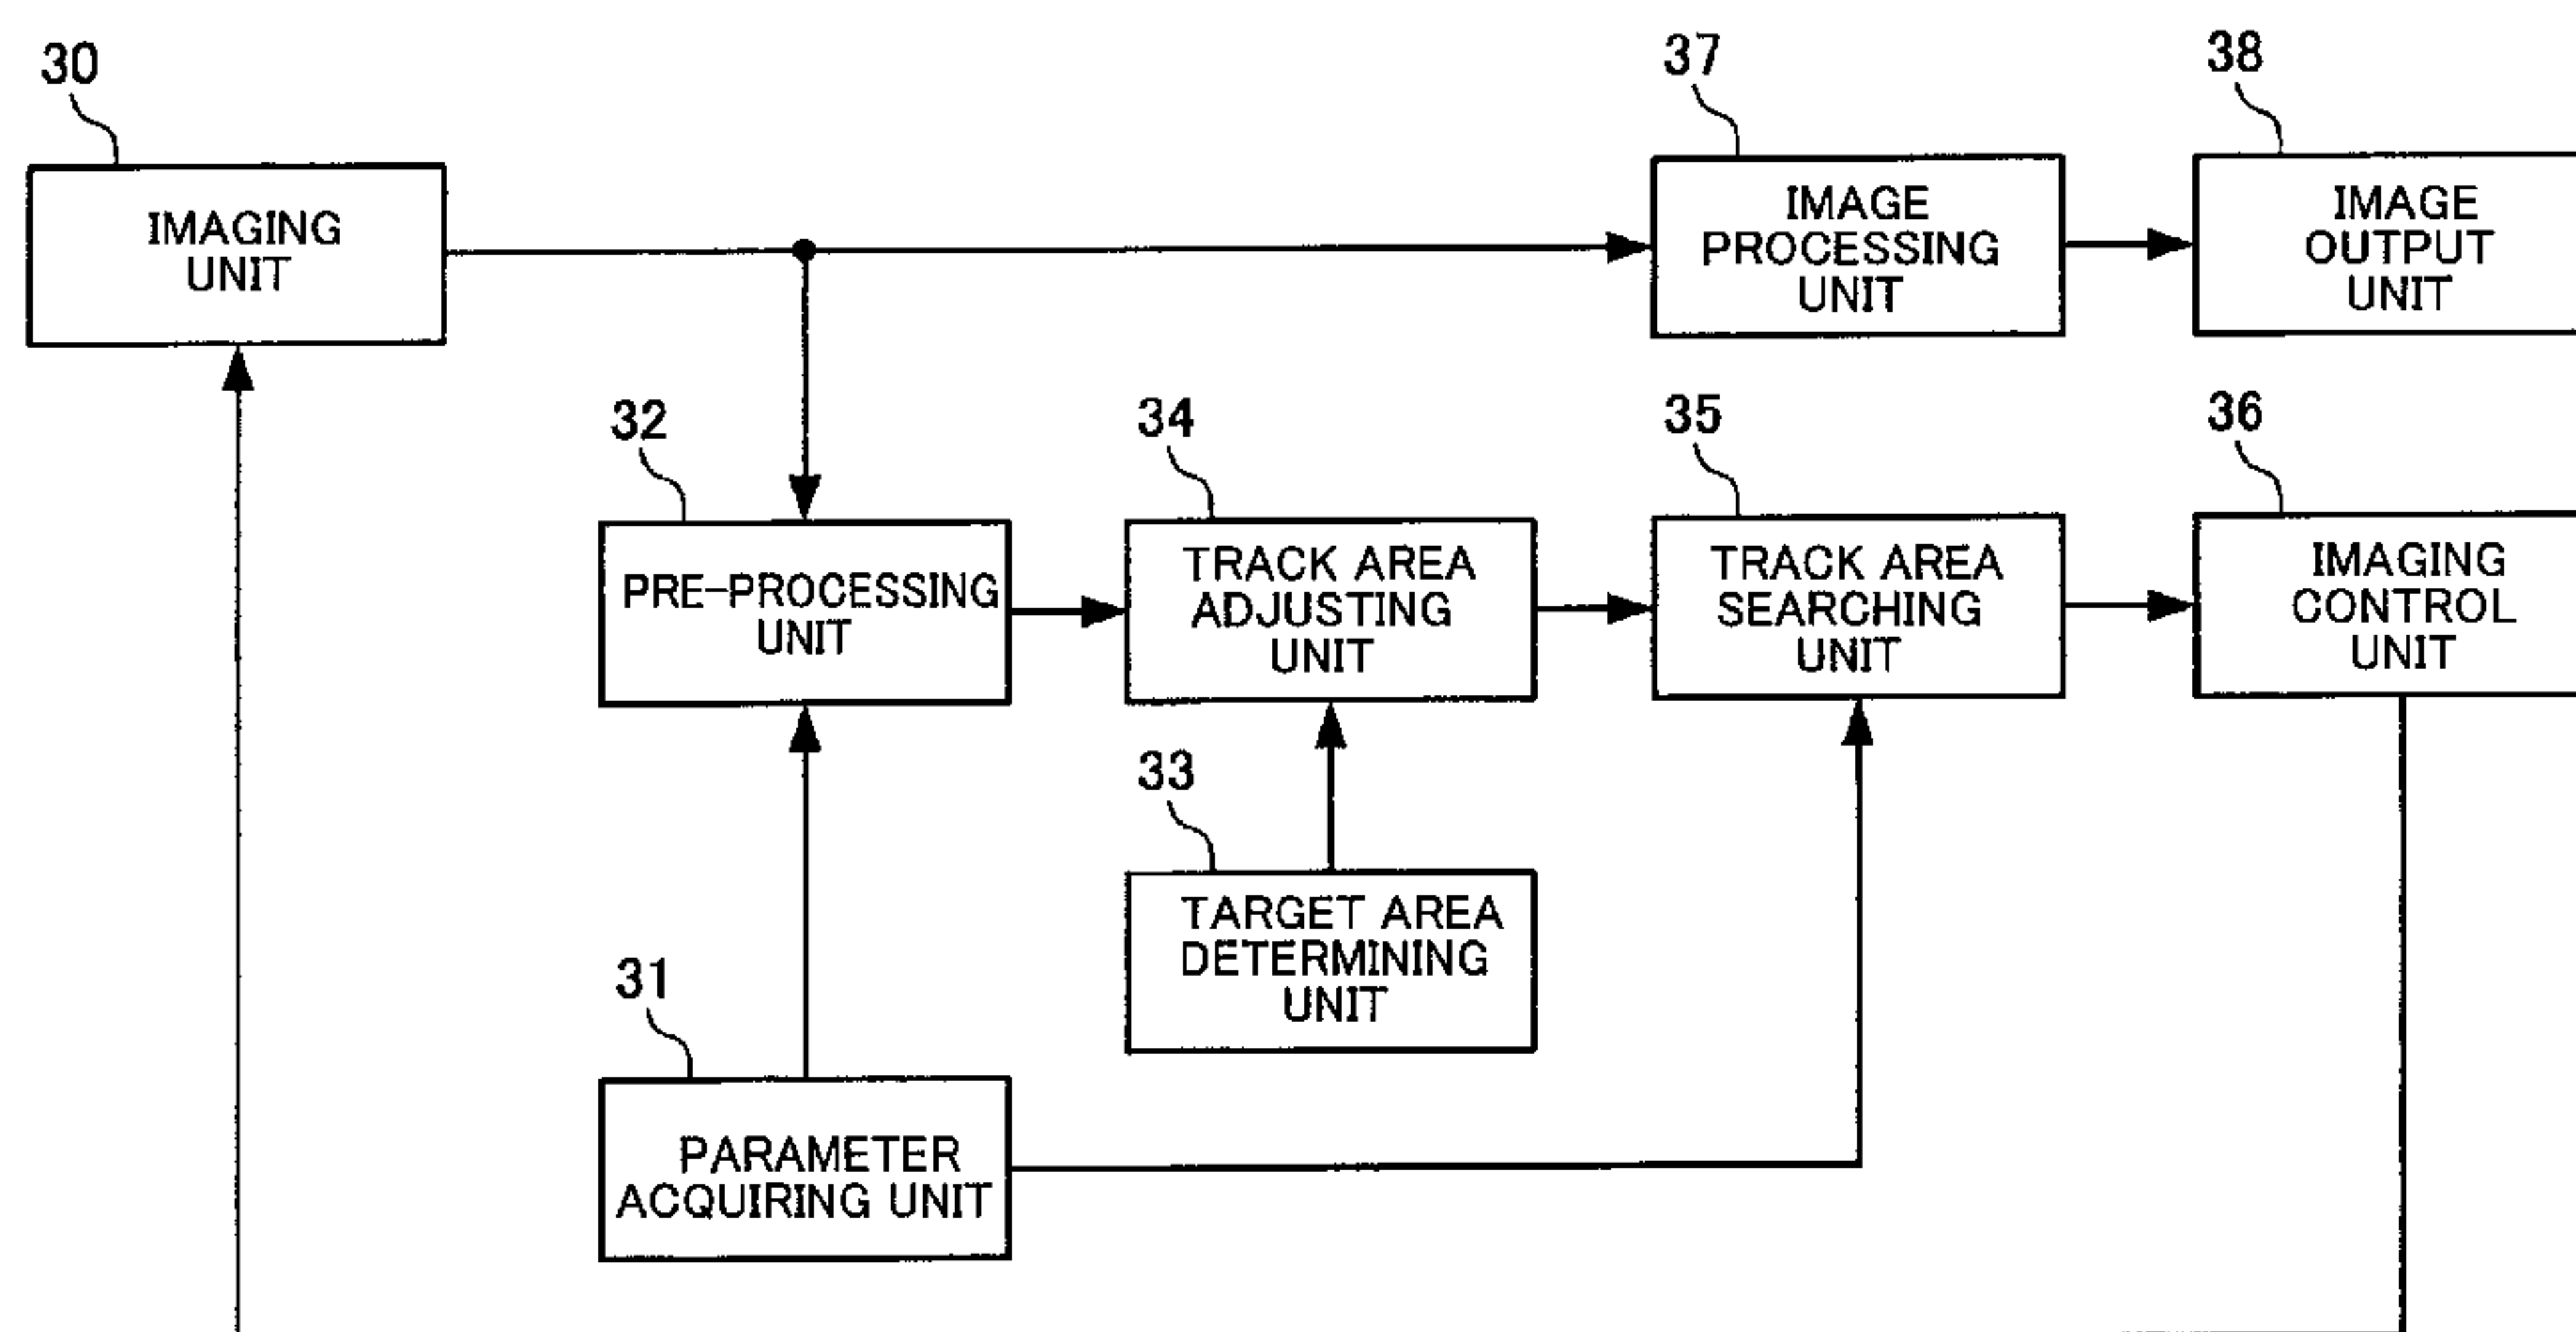 30
IMAGING
UNIT
37
IMAGE
PROCESSING
UNIT
38
IMAGE
OUTPUT
UNIT
32
PRE-PROCESSING
UNIT
34
TRACK AREA
ADJUSTING
UNIT
35
TRACK AREA
SEARCHING
UNIT
36
IMAGING
CONTROL
UNIT
33
TARGET AREA
DETERMINING
UNIT
31
PARAMETER
ACQUIRING UNIT